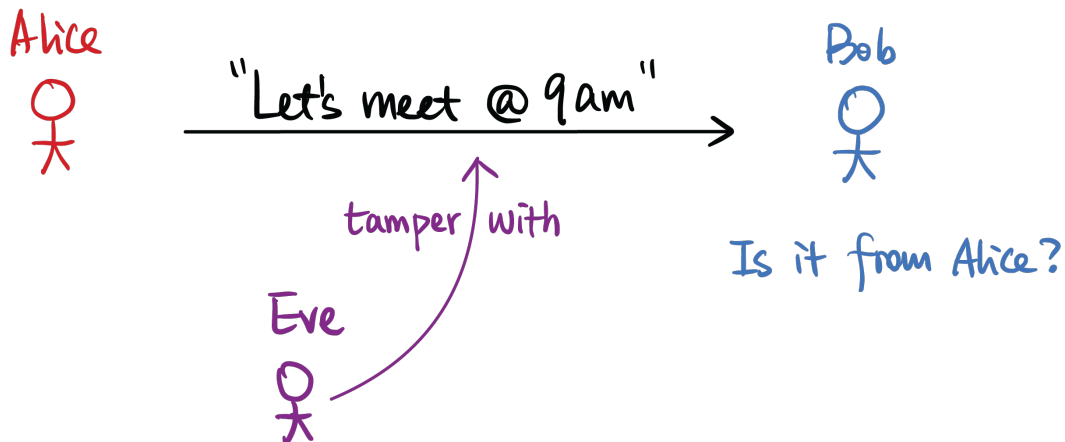 Alice
Bob
"Let's meet @ 9am"
tamper with
Is it from Alice?
Eve